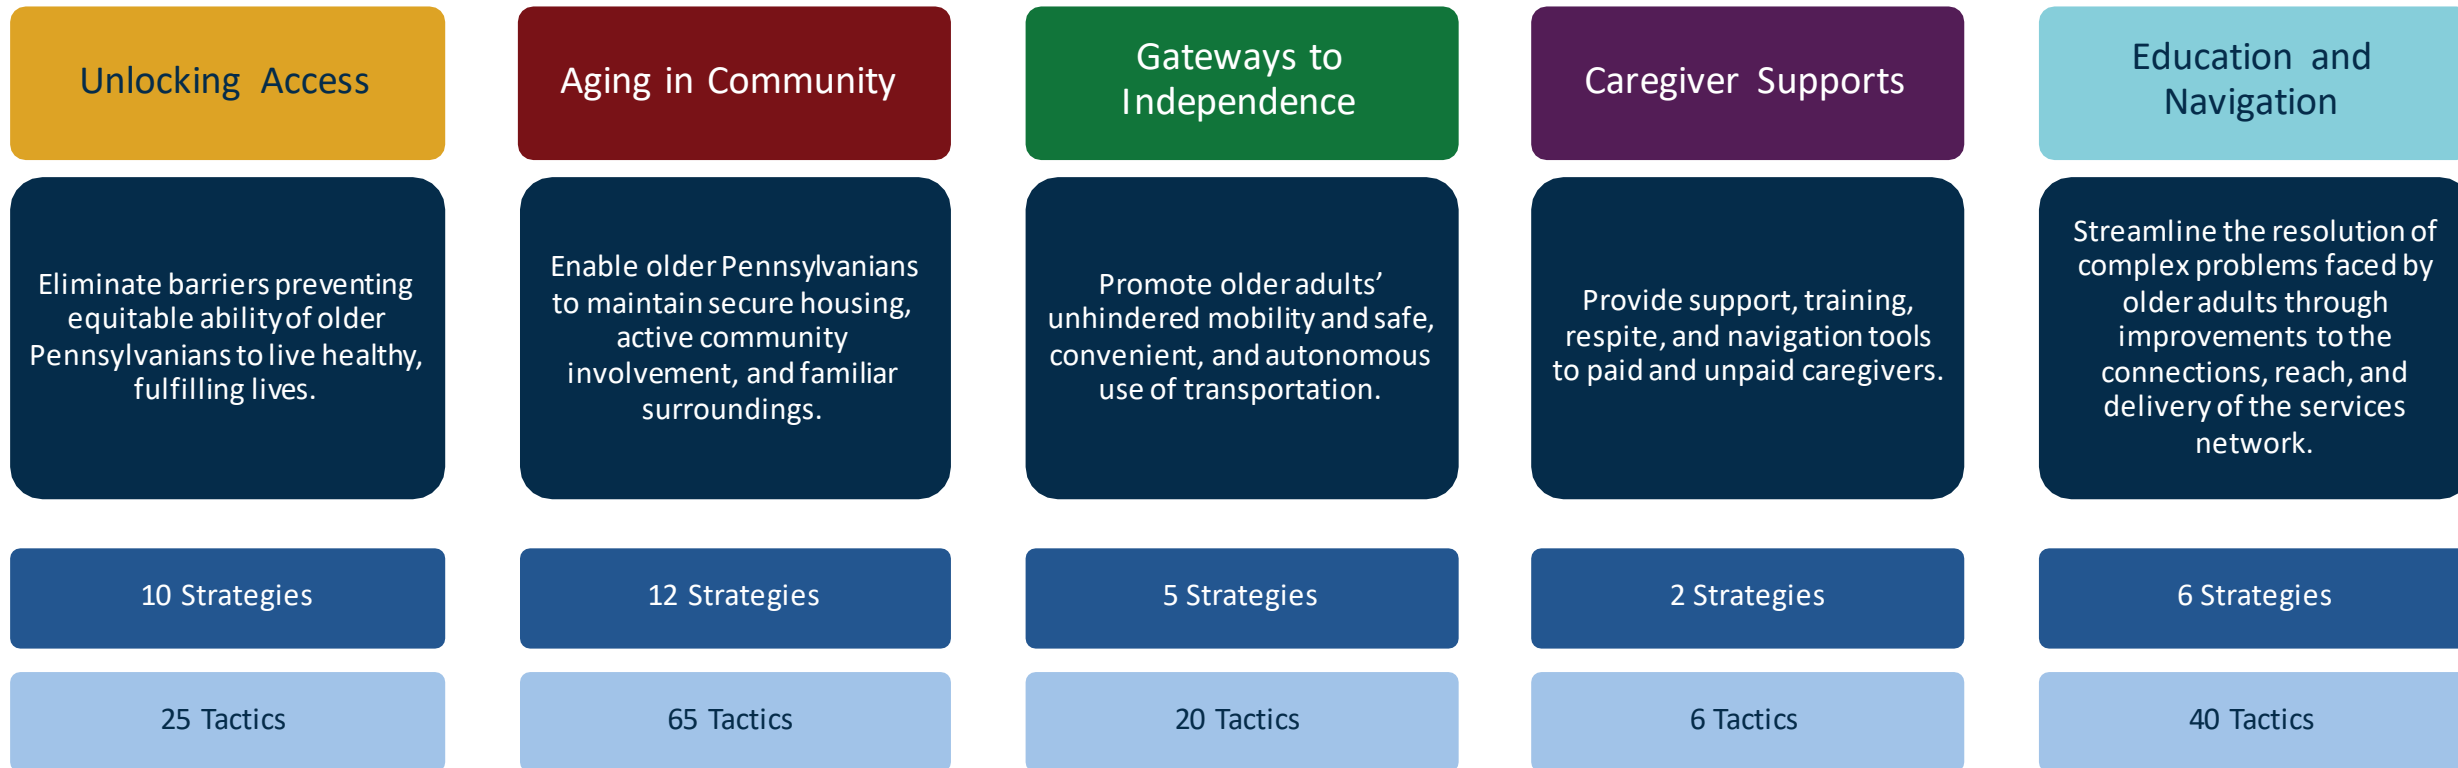 Unlocking Access
Eliminate barriers preventing
equitable ability of older
Pennsylvanians to live healthy,
fulfilling lives.
10 Strategies
25 Tactics
Aging in Community
Enable older Pennsylvanians
to maintain secure housing,
active community
involvement, and familiar
surroundings.
12 Strategies
65 Tactics
Gateways to
Independence
Promote older adults’
unhindered mobility and safe,
convenient, and autonomous
use of transportation.
5 Strategies
20 Tactics
Caregiver Supports
Provide support, training,
respite, and navigation tools
to paid and unpaid caregivers.
2 Strategies
6 Tactics
Education and
Navigation
Streamline the resolution of
complex problems faced by
older adults through
improvements to the
connections, reach, and
delivery of the services
network.
6 Strategies
40 Tactics